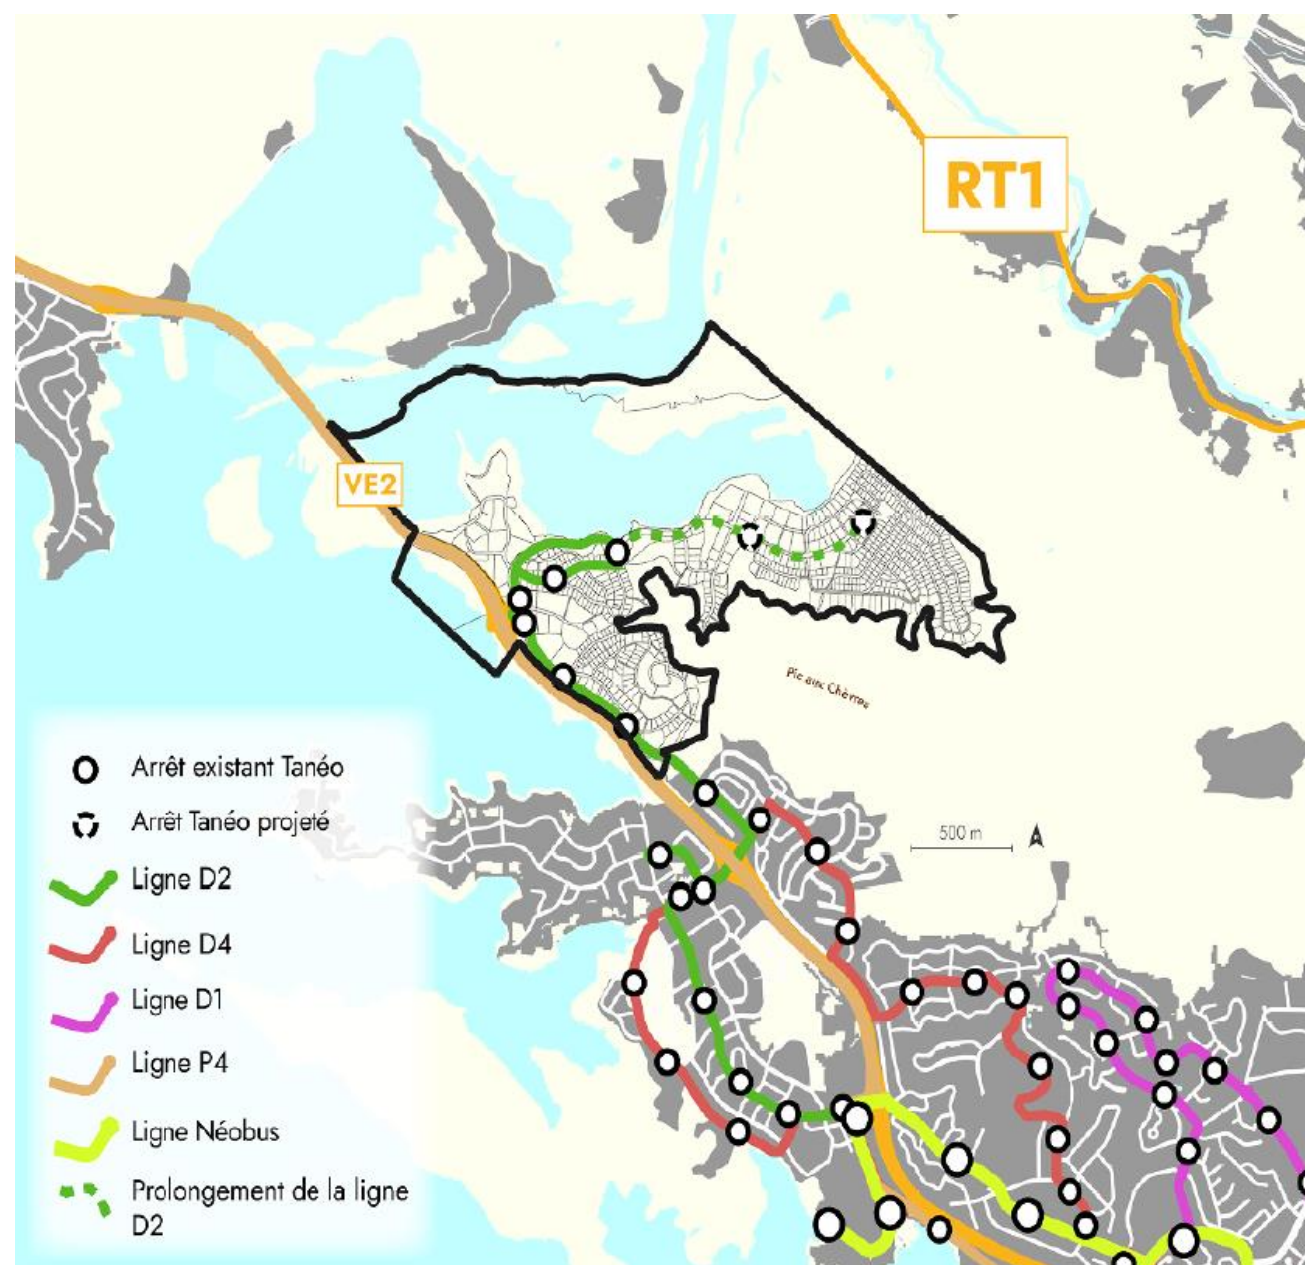 RT1
VE2
Pic aux Chèvres
Arrêt existant Tanéo
Arrêt Tanéo projeté
500 m
Ligne D2
Ligne D4
Ligne D1
Ligne P4
Ligne Néobus
Prolongement de la ligne
D2